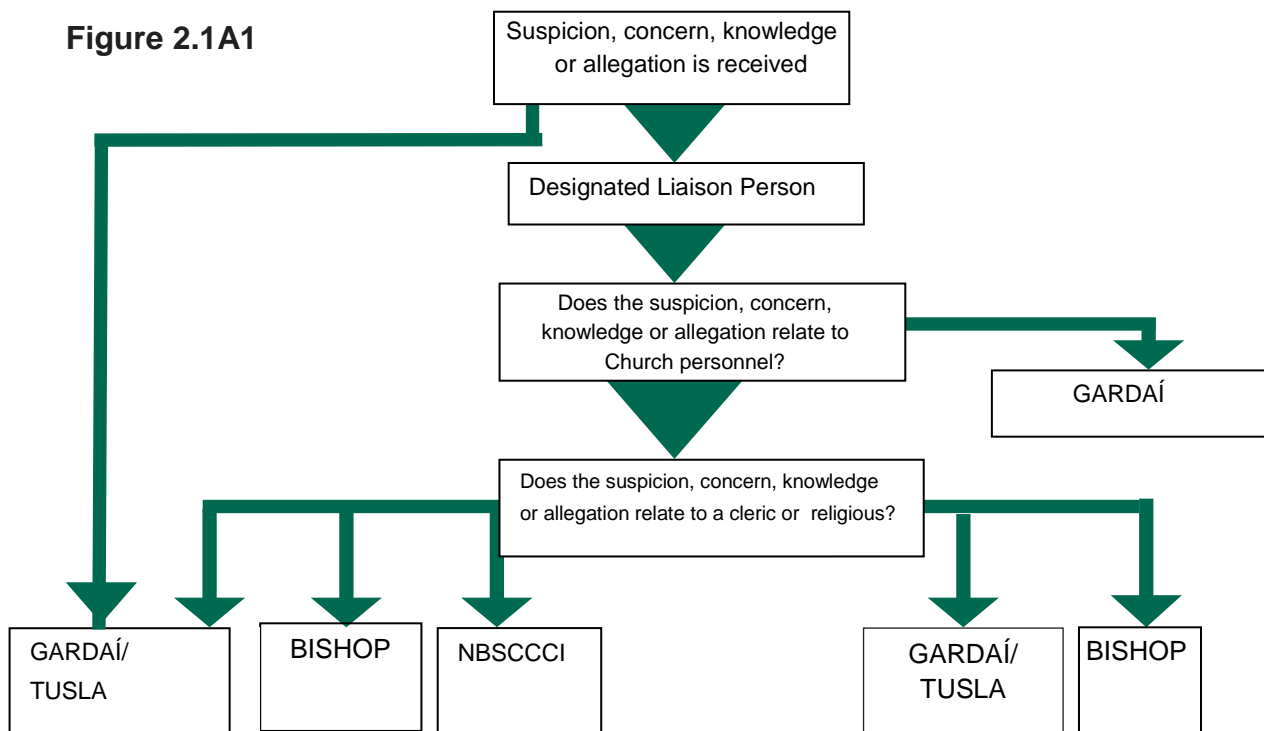 Figure 2.1A1
Suspicion, concern, knowledge
or allegation is received
Designated Liaison Person
Does the suspicion, concern,
knowledge or allegation relate to
Church personnel?
GARDAÍ
Does the suspicion, concern, knowledge
or allegation relate to a cleric or religious?
GARDAÍ/
TUSLA
BISHOP
NBSCCCI
GARDAÍ/
TUSLA
BISHOP